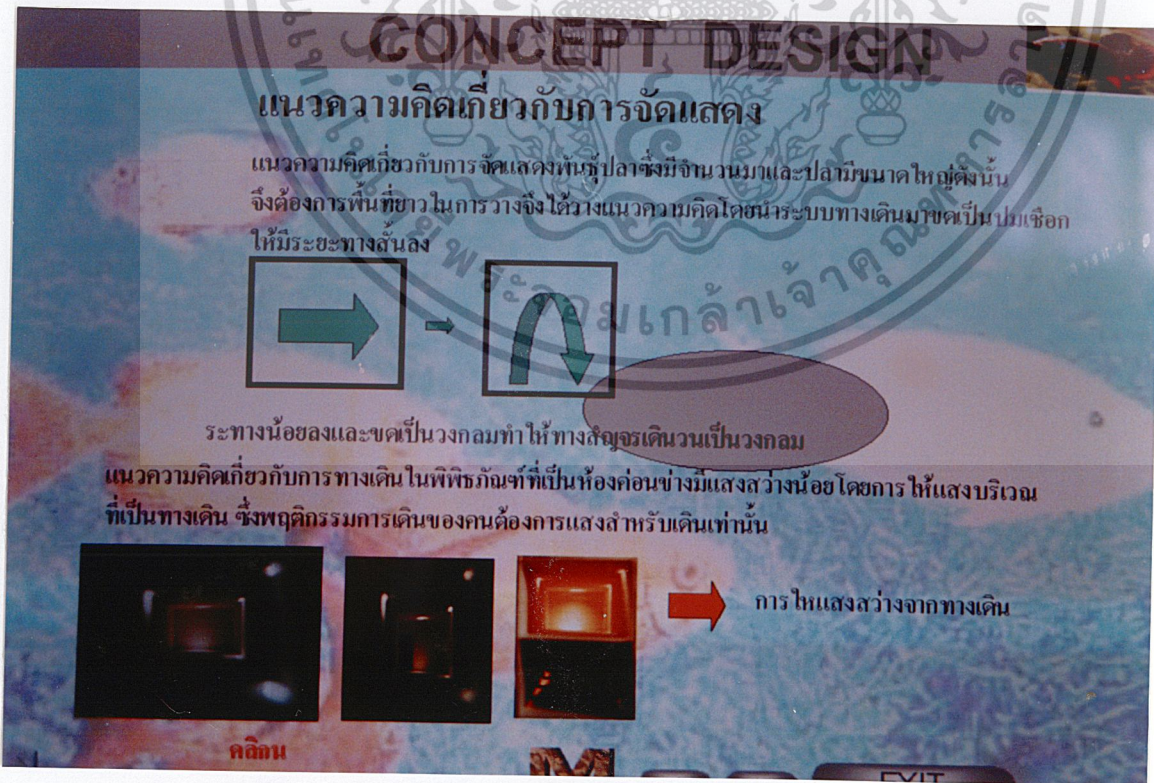 CONCEPT DESIGN
แนวความคิดเกี่ยวกับการจัดแสดง
แนวความคิดเกี่ยวกับการจัดแสดงพันธุ์ปลาซึ่งมีจำนวนมาและปลามีขนาดใหญ่ดังนั้น
จึงต้องการพื้นที่ยาวในการวางจึงได้วางแนวความคิดโดยนำระบบทางเดินมาขดเป็นปมเชือก
ให้มีระยะทางสั้นลง
ระทางน้อยลงและขดเป็นวงกลมทำให้ทางสัญจรเดินวนเป็นวงกลม
แนวความคิดเกี่ยวกับการทางเดินในพิพิธภัณฑ์ที่เป็นห้องค่อนข่างมีแสงสว่างน้อยโดยการให้แสงบริเวณ
ที่เป็นทางเดิน ซึ่งพฤติกรรมการเดินของคนต้องการแสงสำหรับเดินเท่านั้น
การใหแสงสว่างจากทางเดิน
คลิกน
M
EXIT